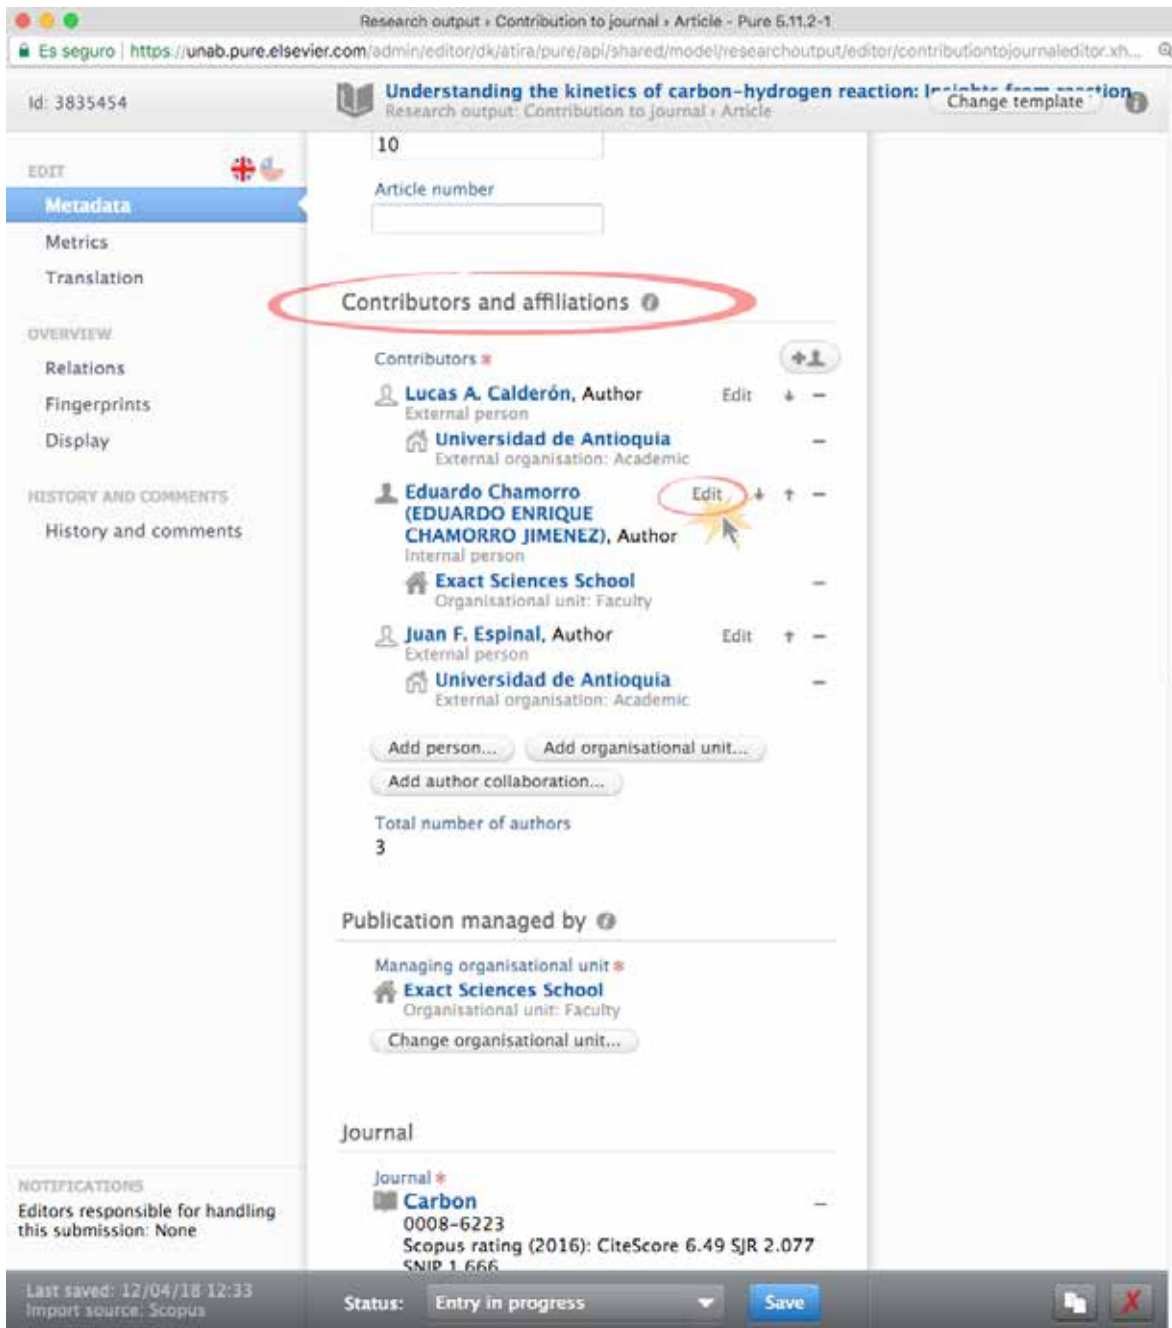 Research output › Contribution to journal › Article - Pure 5.11.2-1
Es seguro | https://unab.pure.elsevier.com/admin/editor/dk/atira/pure/api/shared/model/researchoutput/editor/contributiontojournaleditor.xh...
Id: 3835454
Understanding the kinetics of carbon-hydrogen reaction: Insights from reaction
Change template
Research output: Contribution to journal › Article
10
EDIT
Article number
Metadata
Metrics
Translation
Contributors and affiliations
OVERVIEW
Relations
Fingerprints
Display
HISTORY AND COMMENTS
History and comments
Contributors *
Lucas A. Calderón, Author Edit
External person
Universidad de Antioquia
External organisation: Academic
Eduardo Chamorro Edit
(EDUARDO ENRIQUE
CHAMORRO JIMENEZ), Author
Internal person
Exact Sciences School
Organisational unit: Faculty
Juan F. Espinal, Author Edit
External person
Universidad de Antioquia
External organisation: Academic
Add person... Add organisational unit...
Add author collaboration...
Total number of authors
3
Publication managed by
Managing organisational unit *
Exact Sciences School
Organisational unit: Faculty
Change organisational unit...
Journal
Journal *
Carbon
0008-6223
Scopus rating (2016): CiteScore 6.49 SJR 2.077
SNIP 1.666
NOTIFICATIONS
Editors responsible for handling
this submission: None
Last saved: 12/04/18 12:33
Import source: Scopus
Status: Entry in progress Save